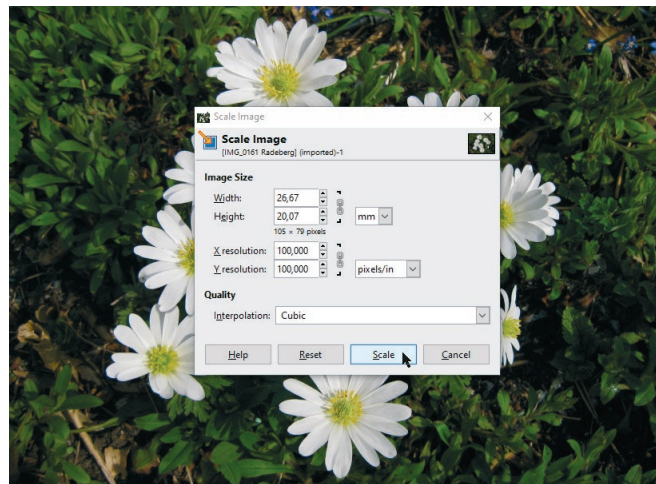 Scale Image
Scale Image
[IMG_0161 Radeberg] (imported)-1
Image Size
Width: 26,67
Height: 20,07 mm
105 × 79 pixels
X resolution: 100,000
Y resolution: 100,000 pixels/in
Quality
Interpolation: Cubic
Help Reset Scale Cancel